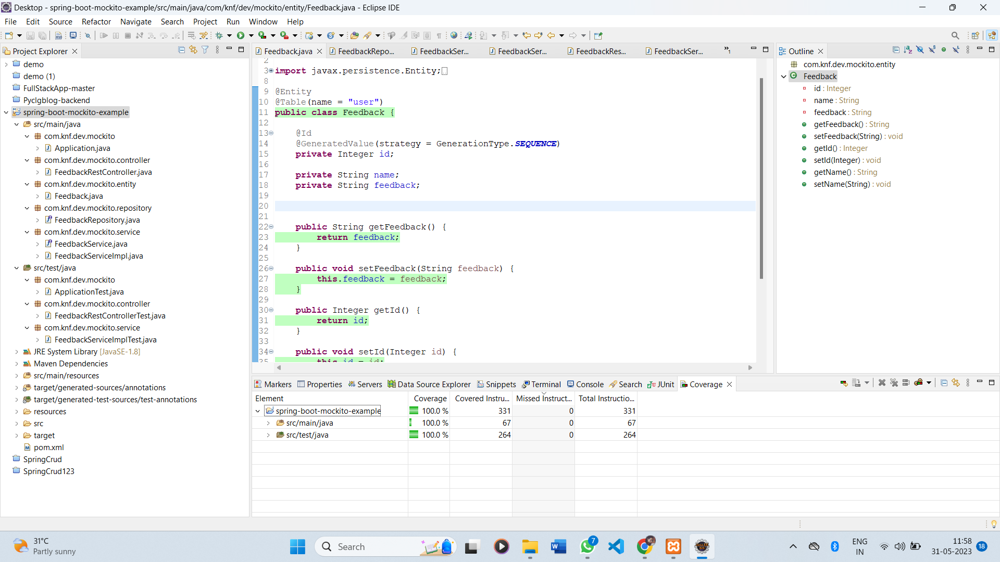 Desktop - spring-boot-mockito-example/src/main/java/com/knf/dev/mockito/entity/Feedback.java - Eclipse IDE
File Edit Source Refactor Navigate Search Project Run Window Help
Project Explorer
demo
demo (1)
FullStackApp-master
Pyclgblog-backend
spring-boot-mockito-example
src/main/java
com.knf.dev.mockito
Application.java
com.knf.dev.mockito.controller
FeedbackRestController.java
com.knf.dev.mockito.entity
Feedback.java
com.knf.dev.mockito.repository
FeedbackRepository.java
com.knf.dev.mockito.service
FeedbackService.java
FeedbackServiceImpl.java
src/test/java
com.knf.dev.mockito
ApplicationTest.java
com.knf.dev.mockito.controller
FeedbackRestControllerTest.java
com.knf.dev.mockito.service
FeedbackServiceImplTest.java
JRE System Library [JavaSE-1.8]
Maven Dependencies
src/main/resources
target/generated-sources/annotations
target/generated-test-sources/test-annotations
resources
src
target
pom.xml
SpringCrud
SpringCrud123
Feedback.java FeedbackRepo... FeedbackSer... FeedbackSer... FeedbackRes... FeedbackSer... »1
2
3 import javax.persistence.Entity;
8
9 @Entity
10 @Table(name = "user")
11 public class Feedback {
12
13 @Id
14 @GeneratedValue(strategy = GenerationType.SEQUENCE)
15 private Integer id;
16
17 private String name;
18 private String feedback;
19
20
21
22 public String getFeedback() {
23 return feedback;
24 }
25
26 public void setFeedback(String feedback) {
27 this.feedback = feedback;
28 }
29
30 public Integer getId() {
31 return id;
32 }
33
34 public void setId(Integer id) {
35 this.id = id;
Outline
com.knf.dev.mockito.entity
Feedback
id : Integer
name : String
feedback : String
getFeedback() : String
setFeedback(String) : void
getId() : Integer
setId(Integer) : void
getName() : String
setName(String) : void
Markers Properties Servers Data Source Explorer Snippets Terminal Console Search JUnit Coverage
Element Coverage Covered Instru... Missed Instruct... Total Instructio...
spring-boot-mockito-example 100.0 % 331 0 331
src/main/java 100.0 % 67 0 67
src/test/java 100.0 % 264 0 264
31°C
Partly sunny
Search
7
ENG
IN
11:58
31-05-2023
18